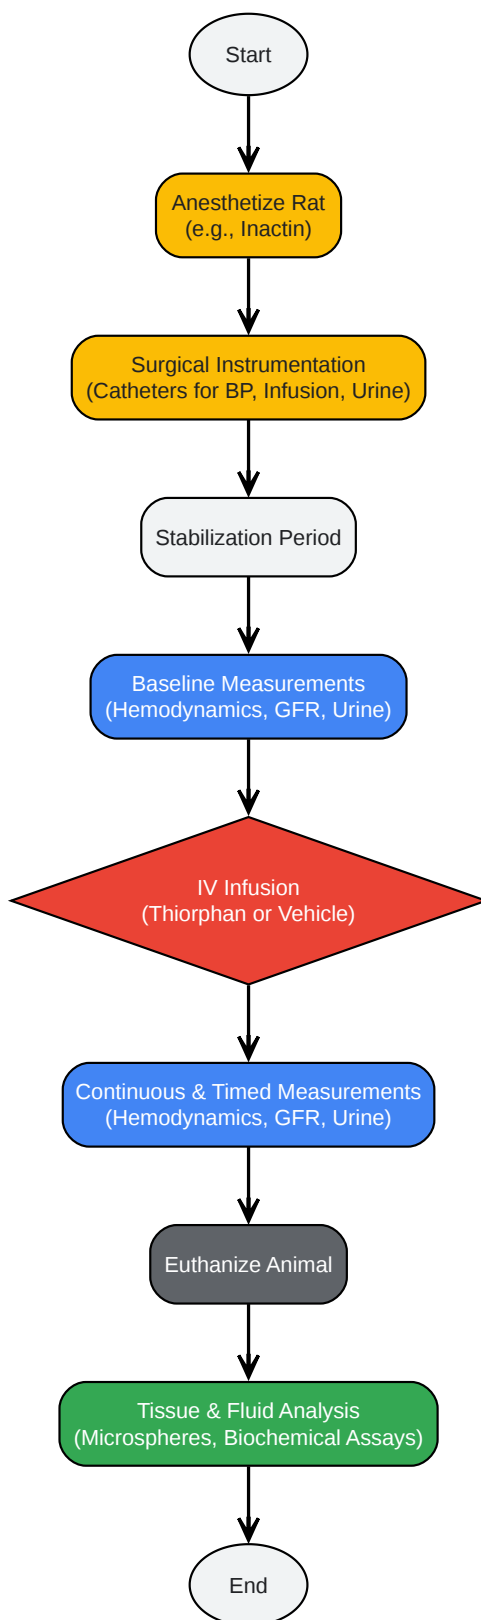 Start
Anesthetize Rat
(e.g., Inactin)
Surgical Instrumentation
(Catheters for BP, Infusion, Urine)
Stabilization Period
Baseline Measurements
(Hemodynamics, GFR, Urine)
IV Infusion
(Thiorphan or Vehicle)
Continuous & Timed Measurements
(Hemodynamics, GFR, Urine)
Euthanize Animal
Tissue & Fluid Analysis
(Microspheres, Biochemical Assays)
End